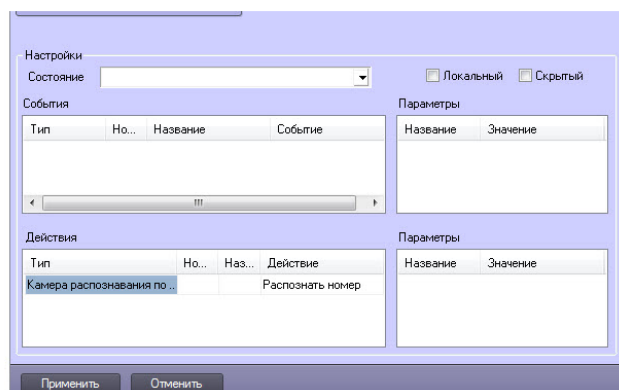 Настройки
Состояние Локальный Скрытый
События Параметры
Тип Но... Название Событие Название Значение
Действия Параметры
Тип Но... Наз... Действие Название Значение
Камера распознавания по .. Распознать номер
Применить Отменить